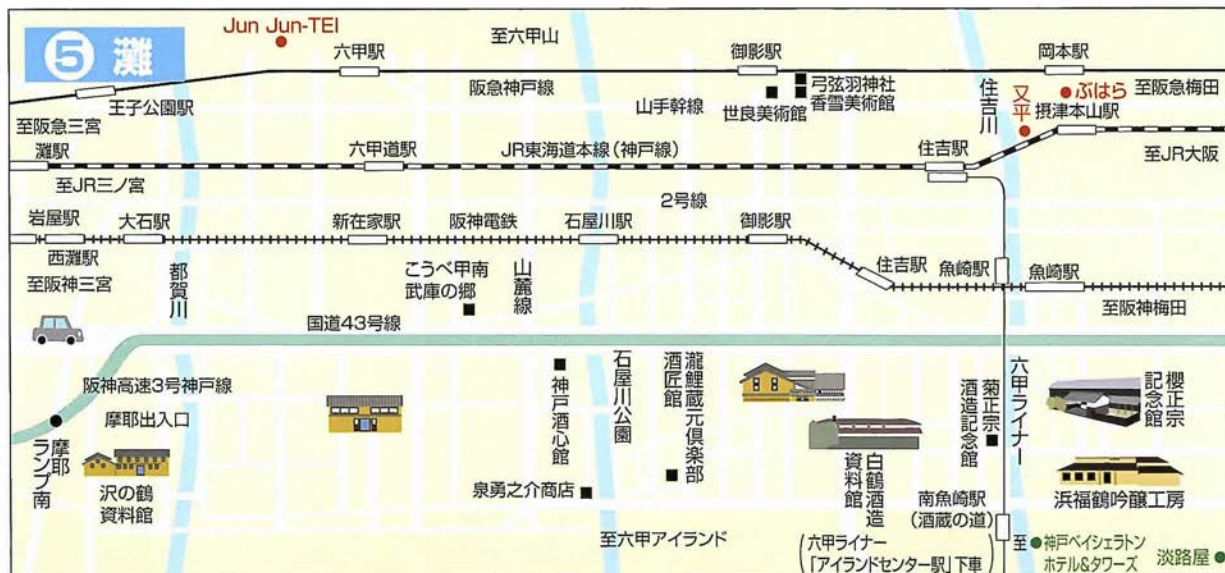 ⑤ 灘
Jun Jun-TEI
六甲駅
至六甲山
御影駅
岡本駅
王子公園駅
阪急神戸線
山手幹線
弓弦羽神社
香雪美術館
世良美術館
住吉川
又平
ぶはら
摂津本山駅
至阪急梅田
至阪急三宮
灘駅
六甲道駅
JR東海道本線(神戸線)
住吉駅
至JR大阪
至JR三ノ宮
2号線
岩屋駅
大石駅
新在家駅
阪神電鉄
石屋川駅
御影駅
西灘駅
至阪神三宮
都賀川
こうべ甲南
武庫の郷
山麓線
住吉駅
魚崎駅
魚崎駅
至阪神梅田
国道43号線
阪神高速3号神戸線
摩耶出入口
摩耶
ランプ南
沢の鶴
資料館
神戸酒心館
石屋川公園
瀧鯉蔵元倶楽部
酒匠館
泉勇之介商店
白鶴酒造
資料館
菊正宗
酒造記念館
六甲ライナー
櫻正宗
記念館
浜福鶴吟醸工房
南魚崎駅
(酒蔵の道)
至六甲アイランド
(六甲ライナー
「アイランドセンター駅」下車)
至
神戸ベイシェラトン
ホテル&タワーズ
淡路屋